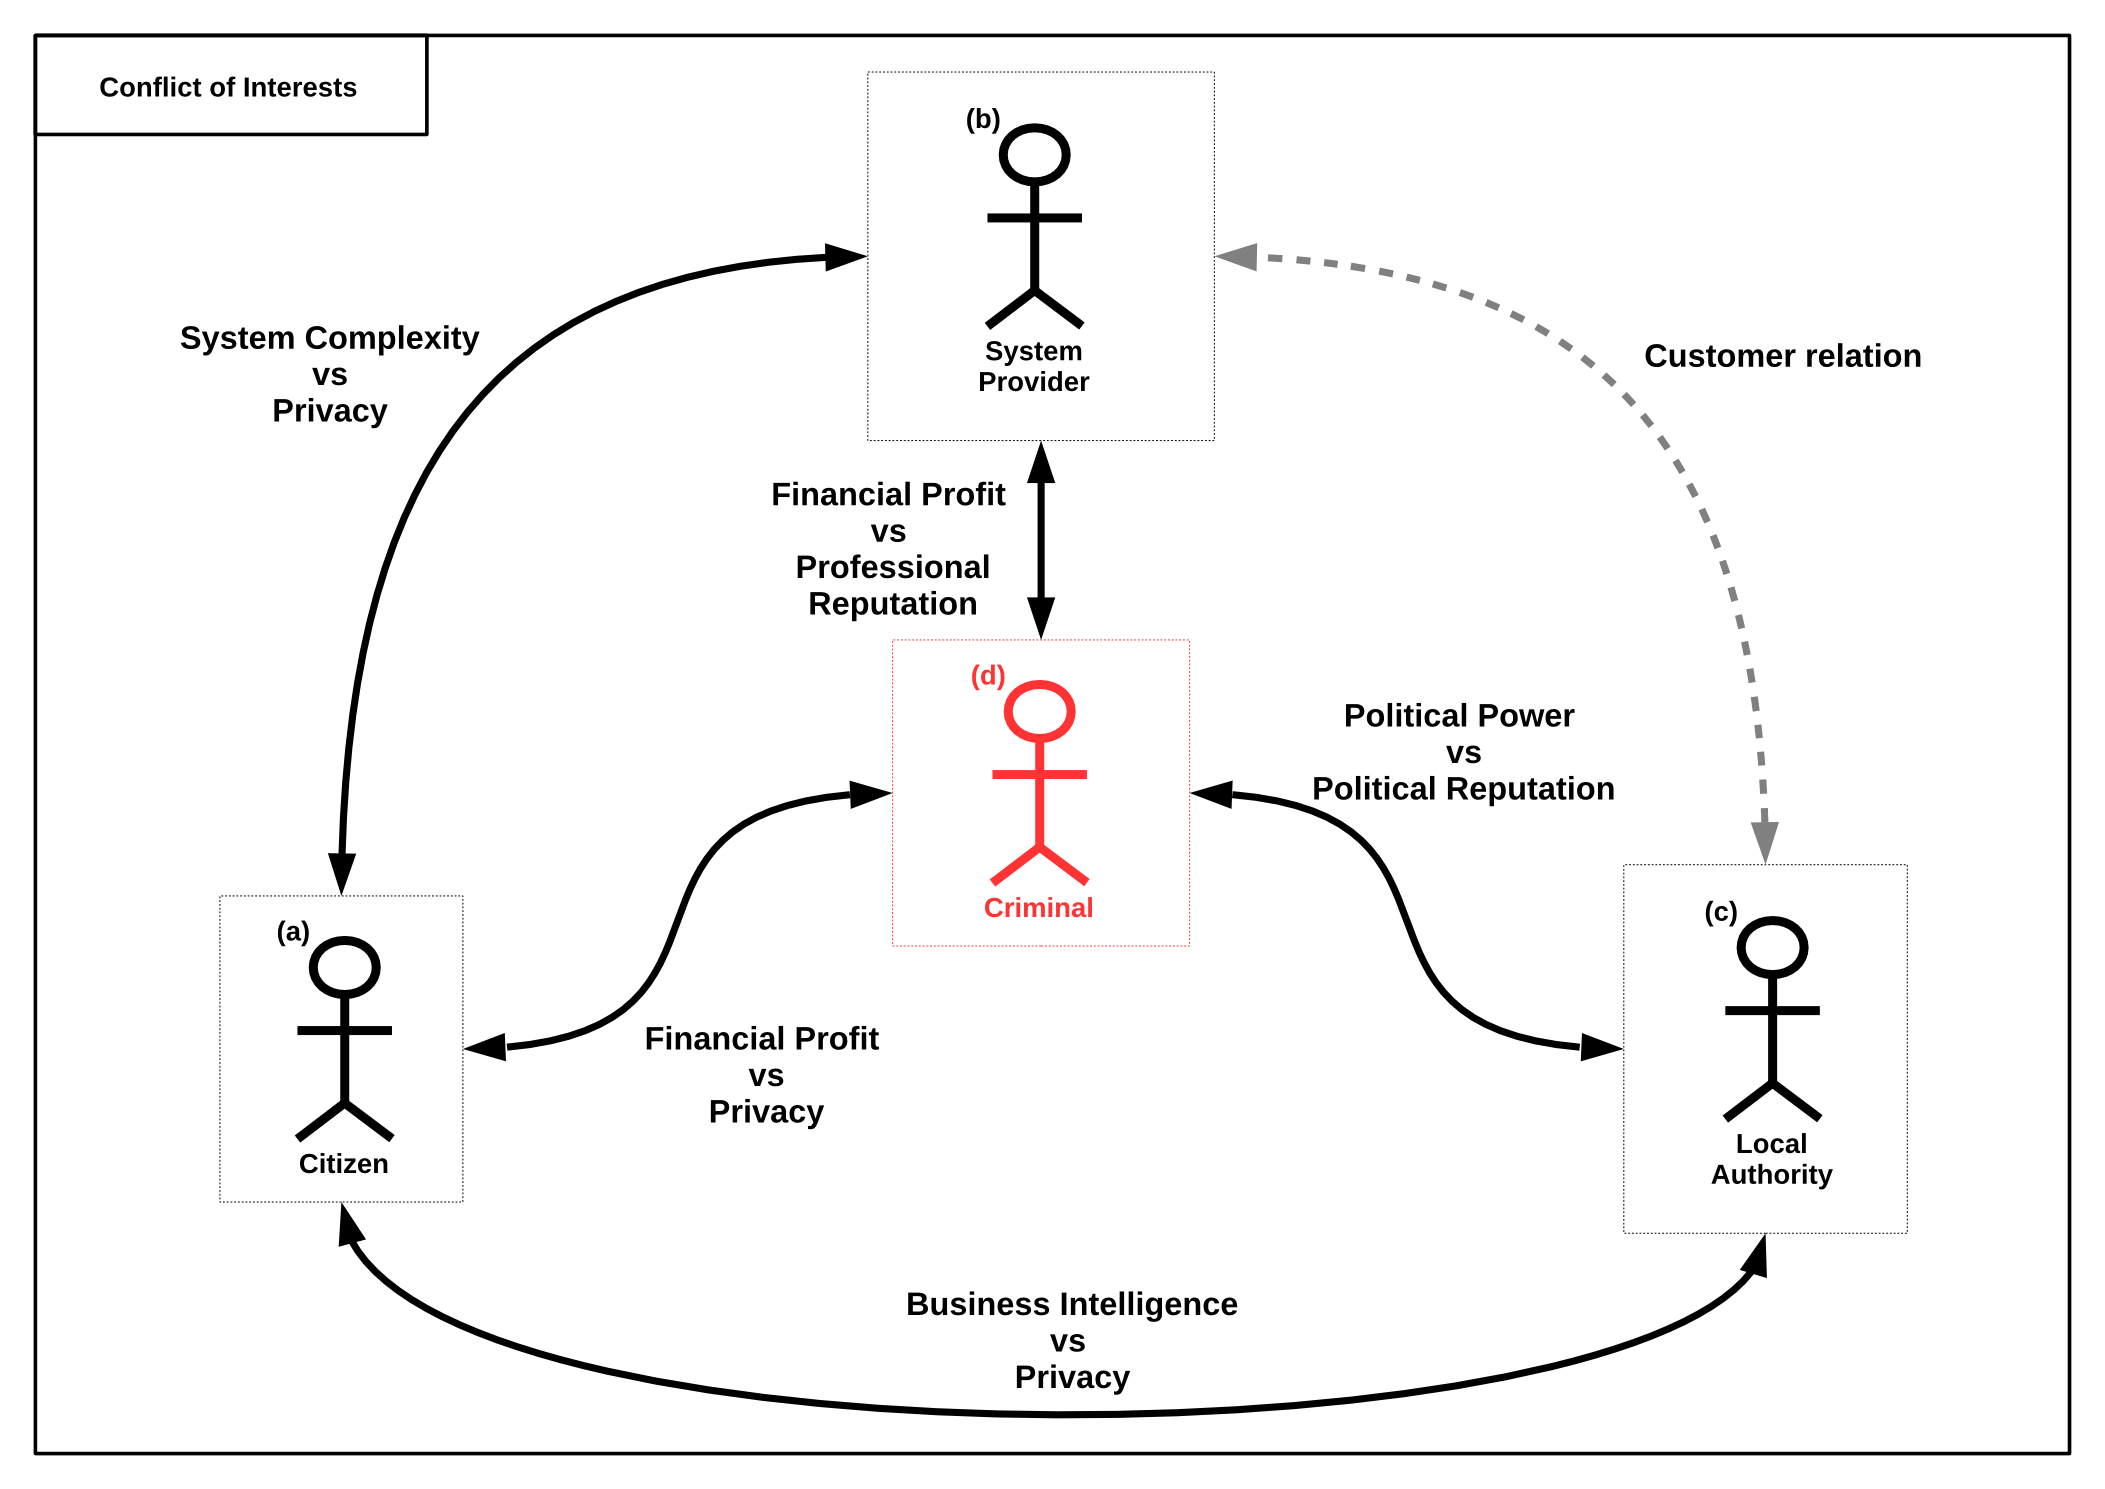 Conflict of Interests
(b)
System
Provider
System Complexity
vs
Privacy
Customer relation
Financial Profit
vs
Professional
Reputation
(d)
Criminal
Political Power
vs
Political Reputation
(a)
Citizen
(c)
Local
Authority
Financial Profit
vs
Privacy
Business Intelligence
vs
Privacy